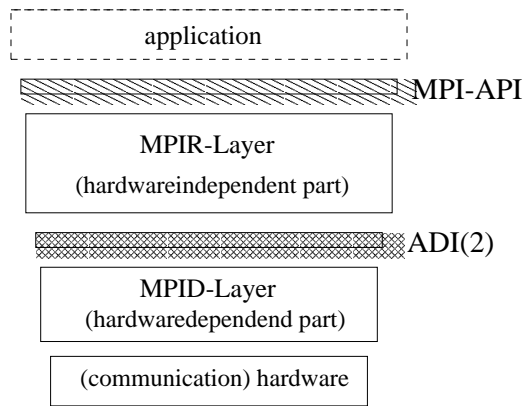 application
MPI-API
MPIR-Layer
(hardwareindependent part)
ADI(2)
MPID-Layer
(hardwaredependend part)
(communication) hardware